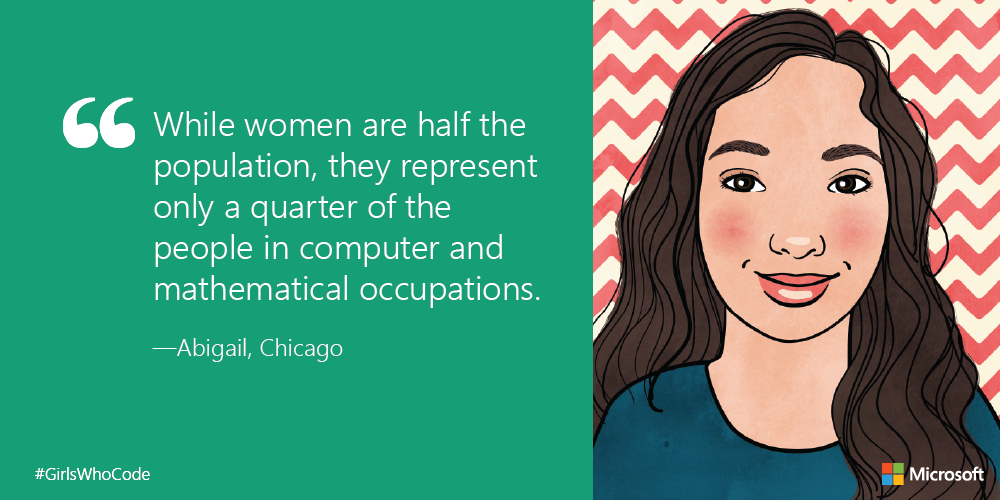 While women are half the
population, they represent
only a quarter of the
people in computer and
mathematical occupations.
—Abigail, Chicago
#GirlsWhoCode
Microsoft